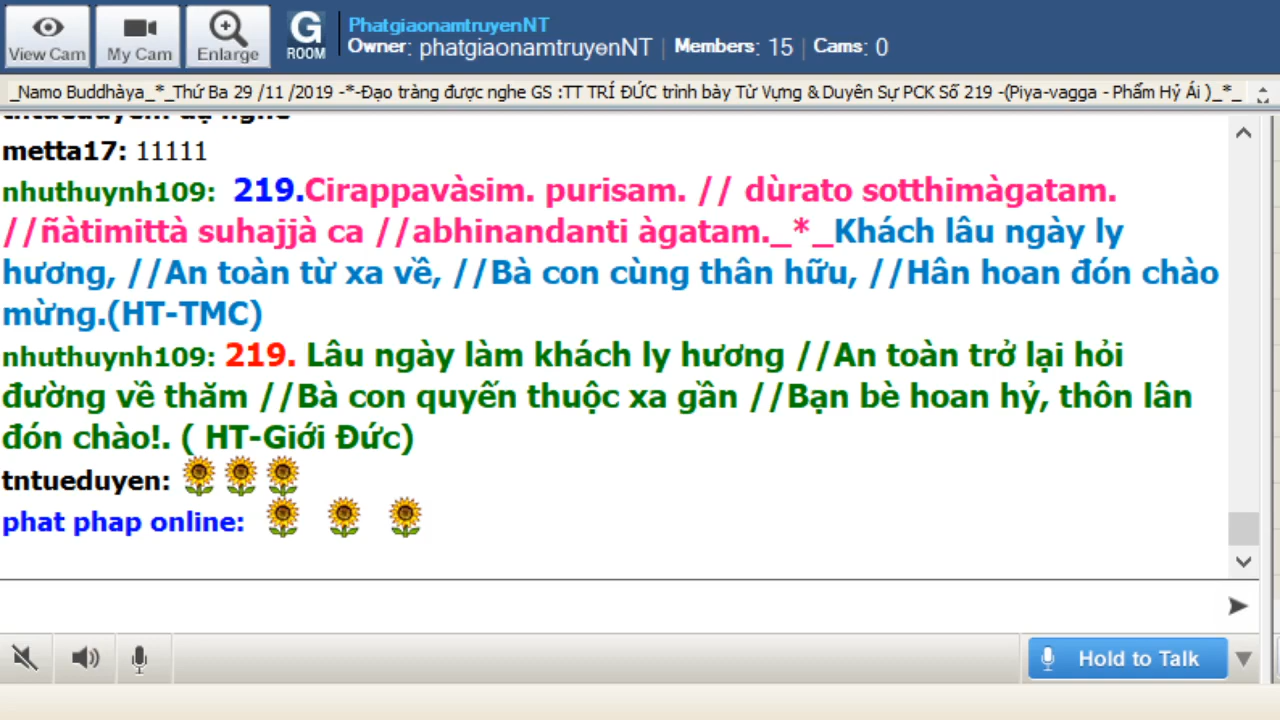 View Cam
My Cam
Enlarge
G
ROOM
PhatgiaonamtruyenNT
Owner: phatgiaonamtruyenNT | Members: 15 | Cams: 0
_Namo Buddhàya_*_Thứ Ba 29 /11 /2019 -*-Đạo tràng được nghe GS :TT TRÍ ĐỨC trình bày Từ Vựng & Duyên Sự PCK Số 219 -(Piya-vagga - Phẩm Hỷ Ái )_*_
metta17: 11111
nhuthuynh109: 219.Cirappavàsim. purisam. // dùrato sotthimàgatam.
//ñàtimittà suhajjà ca //abhinandanti àgatam._*_Khách lâu ngày ly
hương, //An toàn từ xa về, //Bà con cùng thân hữu, //Hân hoan đón chào
mừng.(HT-TMC)
nhuthuynh109: 219. Lâu ngày làm khách ly hương //An toàn trở lại hỏi
đường về thăm //Bà con quyến thuộc xa gần //Bạn bè hoan hỷ, thôn lân
đón chào!. ( HT-Giới Đức)
tntueduyen:
phat phap online:
Hold to Talk